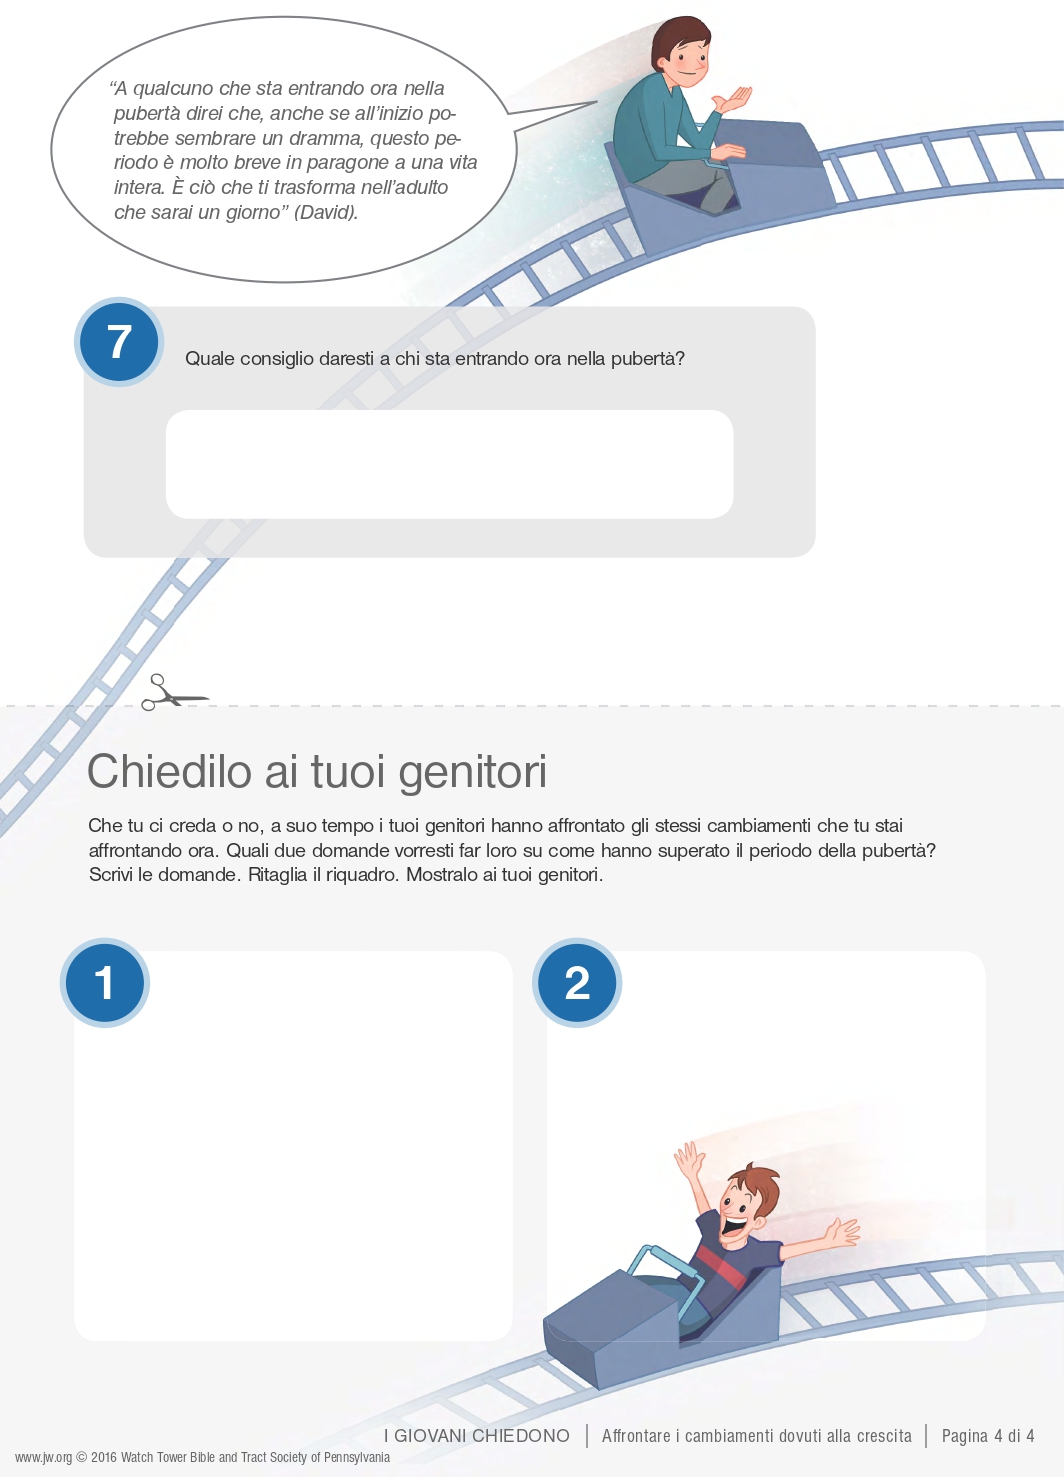 “A qualcuno che sta entrando ora nella
pubertà direi che, anche se all’inizio po-
trebbe sembrare un dramma, questo pe-
riodo è molto breve in paragone a una vita
intera. È ciò che ti trasforma nell’adulto
che sarai un giorno” (David).
7
Quale consiglio daresti a chi sta entrando ora nella pubertà?
Chiedilo ai tuoi genitori
Che tu ci creda o no, a suo tempo i tuoi genitori hanno affrontato gli stessi cambiamenti che tu stai
affrontando ora. Quali due domande vorresti far loro su come hanno superato il periodo della pubertà?
Scrivi le domande. Ritaglia il riquadro. Mostralo ai tuoi genitori.
1
2
I GIOVANI CHIEDONO | Affrontare i cambiamenti dovuti alla crescita | Pagina 4 di 4
www.jw.org © 2016 Watch Tower Bible and Tract Society of Pennsylvania